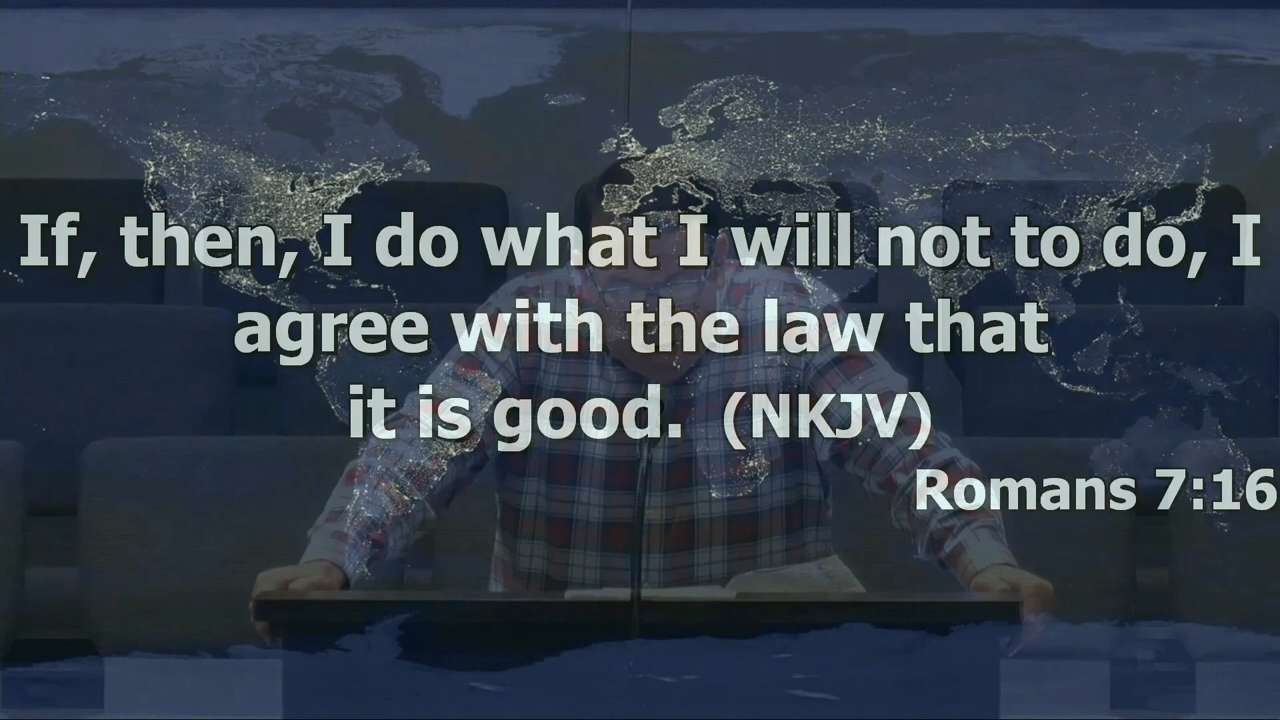 If, then, I do what I will not to do, I
agree with the law that
it is good. (NKJV)
Romans 7:16